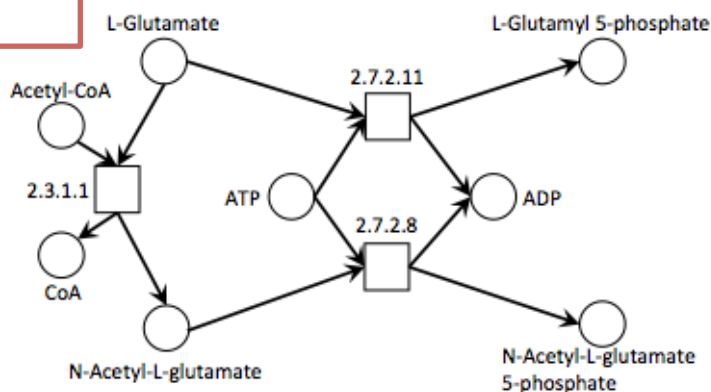 L-Glutamate
L-Glutamyl 5-phosphate
2.7.2.11
Acetyl-CoA
2.3.1.1
ATP
ADP
2.7.2.8
CoA
N-Acetyl-L-glutamate
N-Acetyl-L-glutamate
5-phosphate